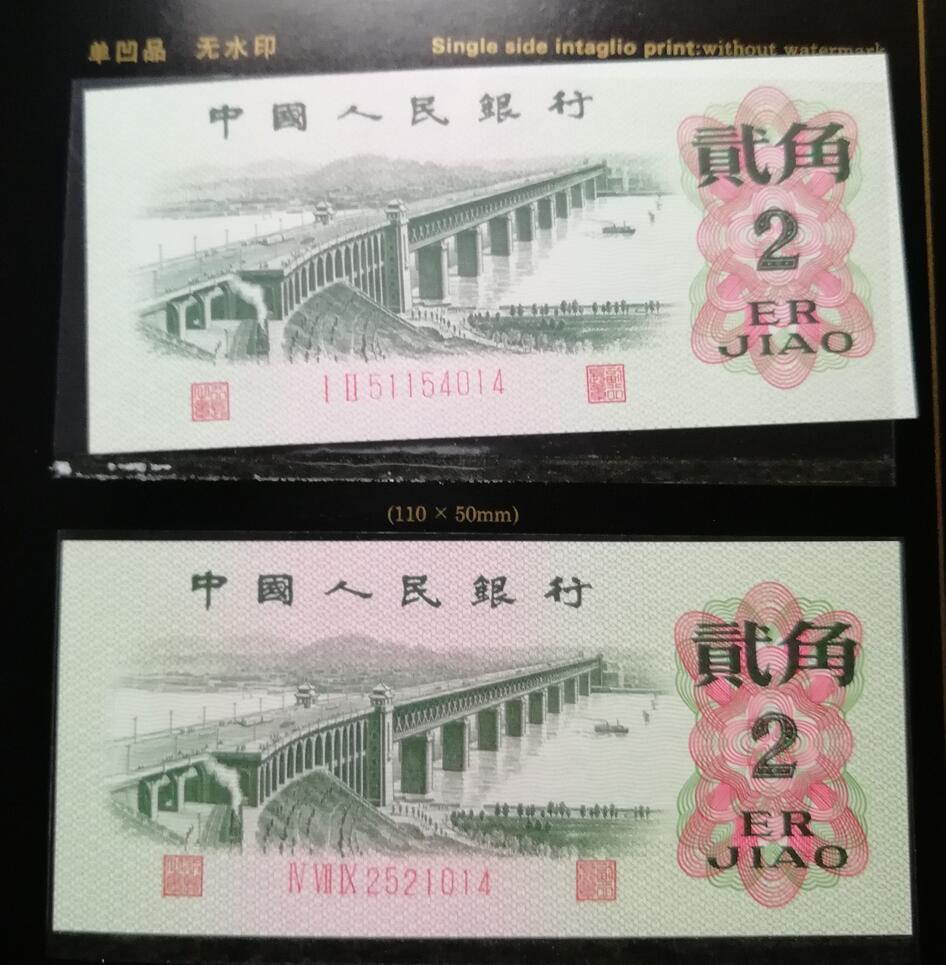 单凹品 无水印
Single side intaglio print:without watermark
中國人民銀行
貳角
2
ER
JIAO
I II 51154014
(110 × 50mm)
中國人民銀行
貳角
2
ER
JIAO
IV VII IX 2521014